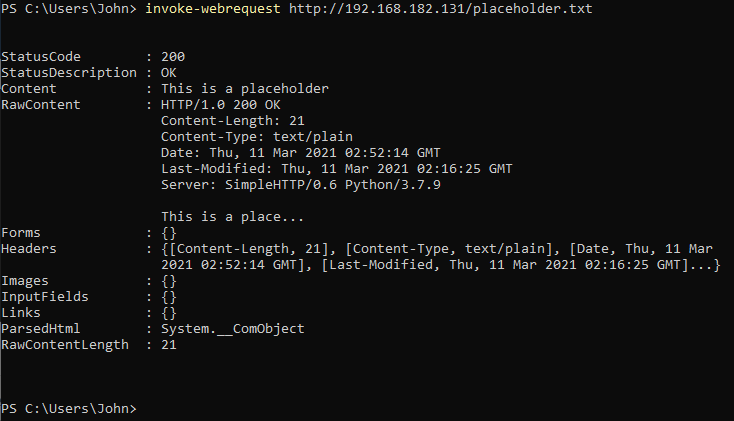 PS C:\Users\John> invoke-webrequest http://192.168.182.131/placeholder.txt
StatusCode        : 200
StatusDescription : OK
Content           : This is a placeholder
RawContent        : HTTP/1.0 200 OK
                    Content-Length: 21
                    Content-Type: text/plain
                    Date: Thu, 11 Mar 2021 02:52:14 GMT
                    Last-Modified: Thu, 11 Mar 2021 02:16:25 GMT
                    Server: SimpleHTTP/0.6 Python/3.7.9

                    This is a place...
Forms             : {}
Headers           : {[Content-Length, 21], [Content-Type, text/plain], [Date, Thu, 11 Mar
                    2021 02:52:14 GMT], [Last-Modified, Thu, 11 Mar 2021 02:16:25 GMT]...}
Images            : {}
InputFields       : {}
Links             : {}
ParsedHtml        : System.__ComObject
RawContentLength  : 21

PS C:\Users\John>